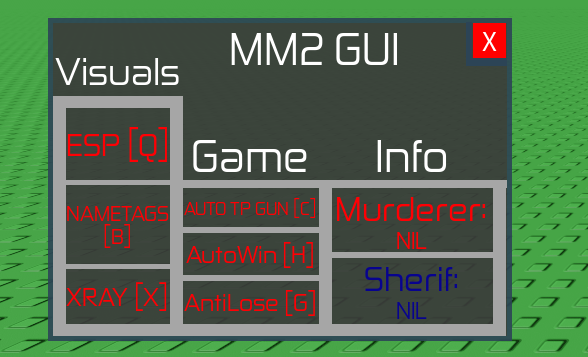 MM2 GUI
X
Visuals
ESP [Q]
NAMETAGS
[B]
XRAY [X]
Game
AUTO TP GUN [C]
AutoWin [H]
AntiLose [G]
Info
Murderer:
NIL
Sherif:
NIL